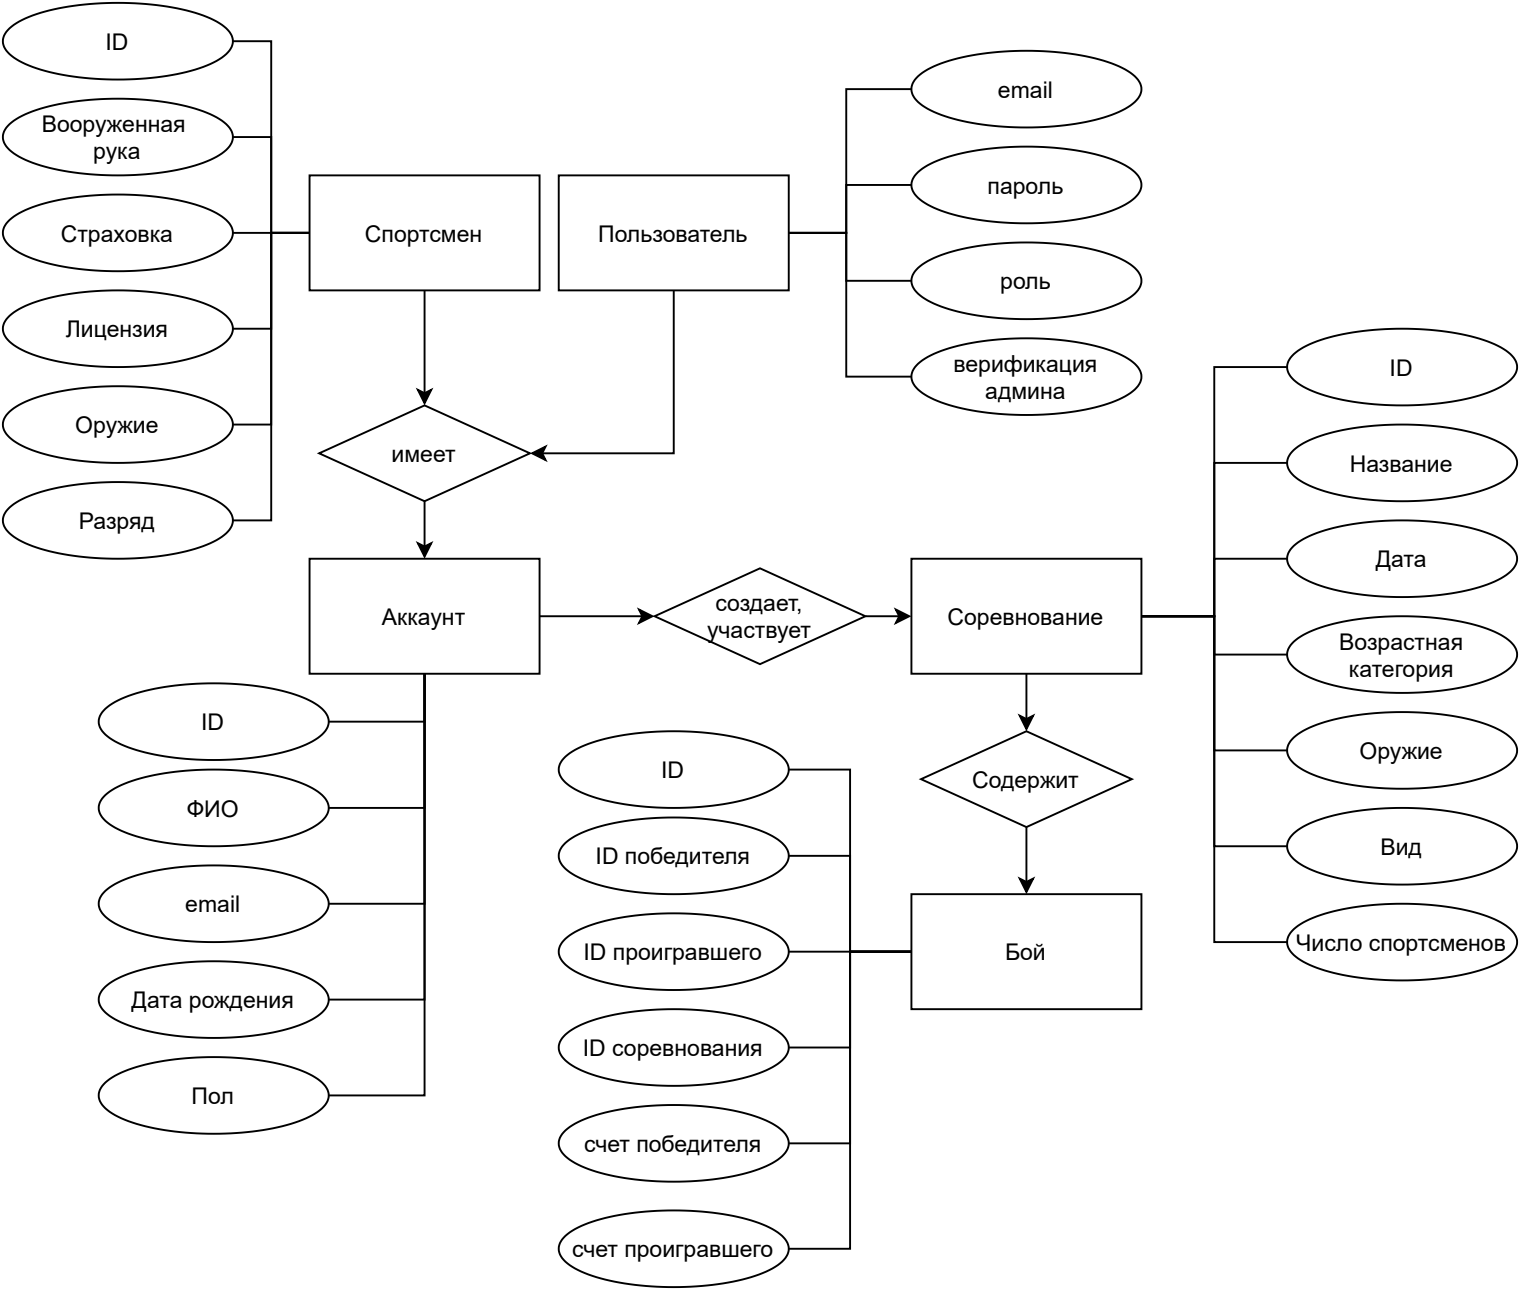 ID
Вооруженная
рука
Страховка
Лицензия
Оружие
Разряд
Спортсмен
Пользователь
email
пароль
роль
верификация
админа
имеет
Аккаунт
создает,
участвует
Соревнование
ID
Название
Дата
Возрастная
категория
Оружие
Вид
Число спортсменов
ID
ФИО
email
Дата рождения
Пол
Содержит
Бой
ID
ID победителя
ID проигравшего
ID соревнования
счет победителя
счет проигравшего